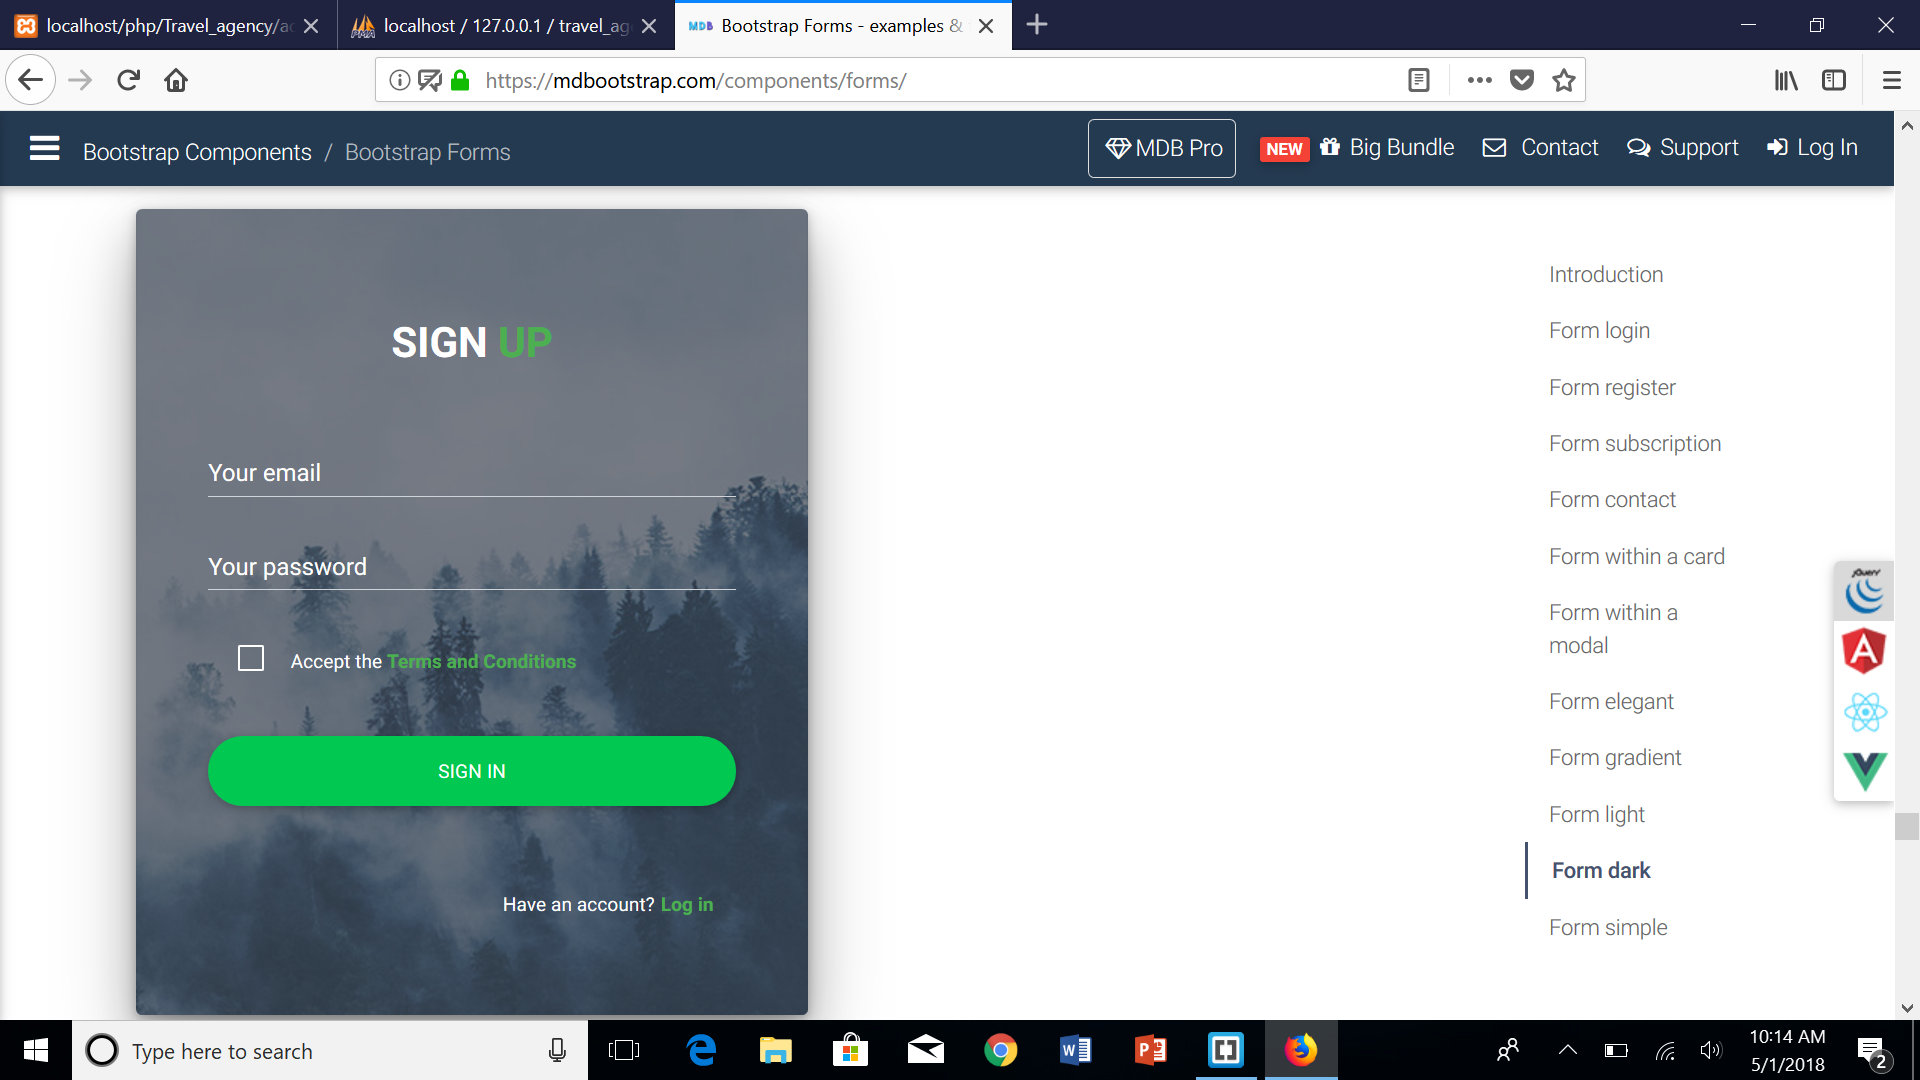 localhost/php/Travel_agency/ac
localhost / 127.0.0.1 / travel_ag
MDB Bootstrap Forms - examples &
https://mdbootstrap.com/components/forms/
Bootstrap Components / Bootstrap Forms
MDB Pro
NEW Big Bundle
Contact
Support
Log In
SIGN UP
Your email
Your password
Accept the Terms and Conditions
SIGN IN
Have an account? Log in
Introduction
Form login
Form register
Form subscription
Form contact
Form within a card
Form within a
modal
Form elegant
Form gradient
Form light
Form dark
Form simple
jQuery
Type here to search
10:14 AM
5/1/2018
2